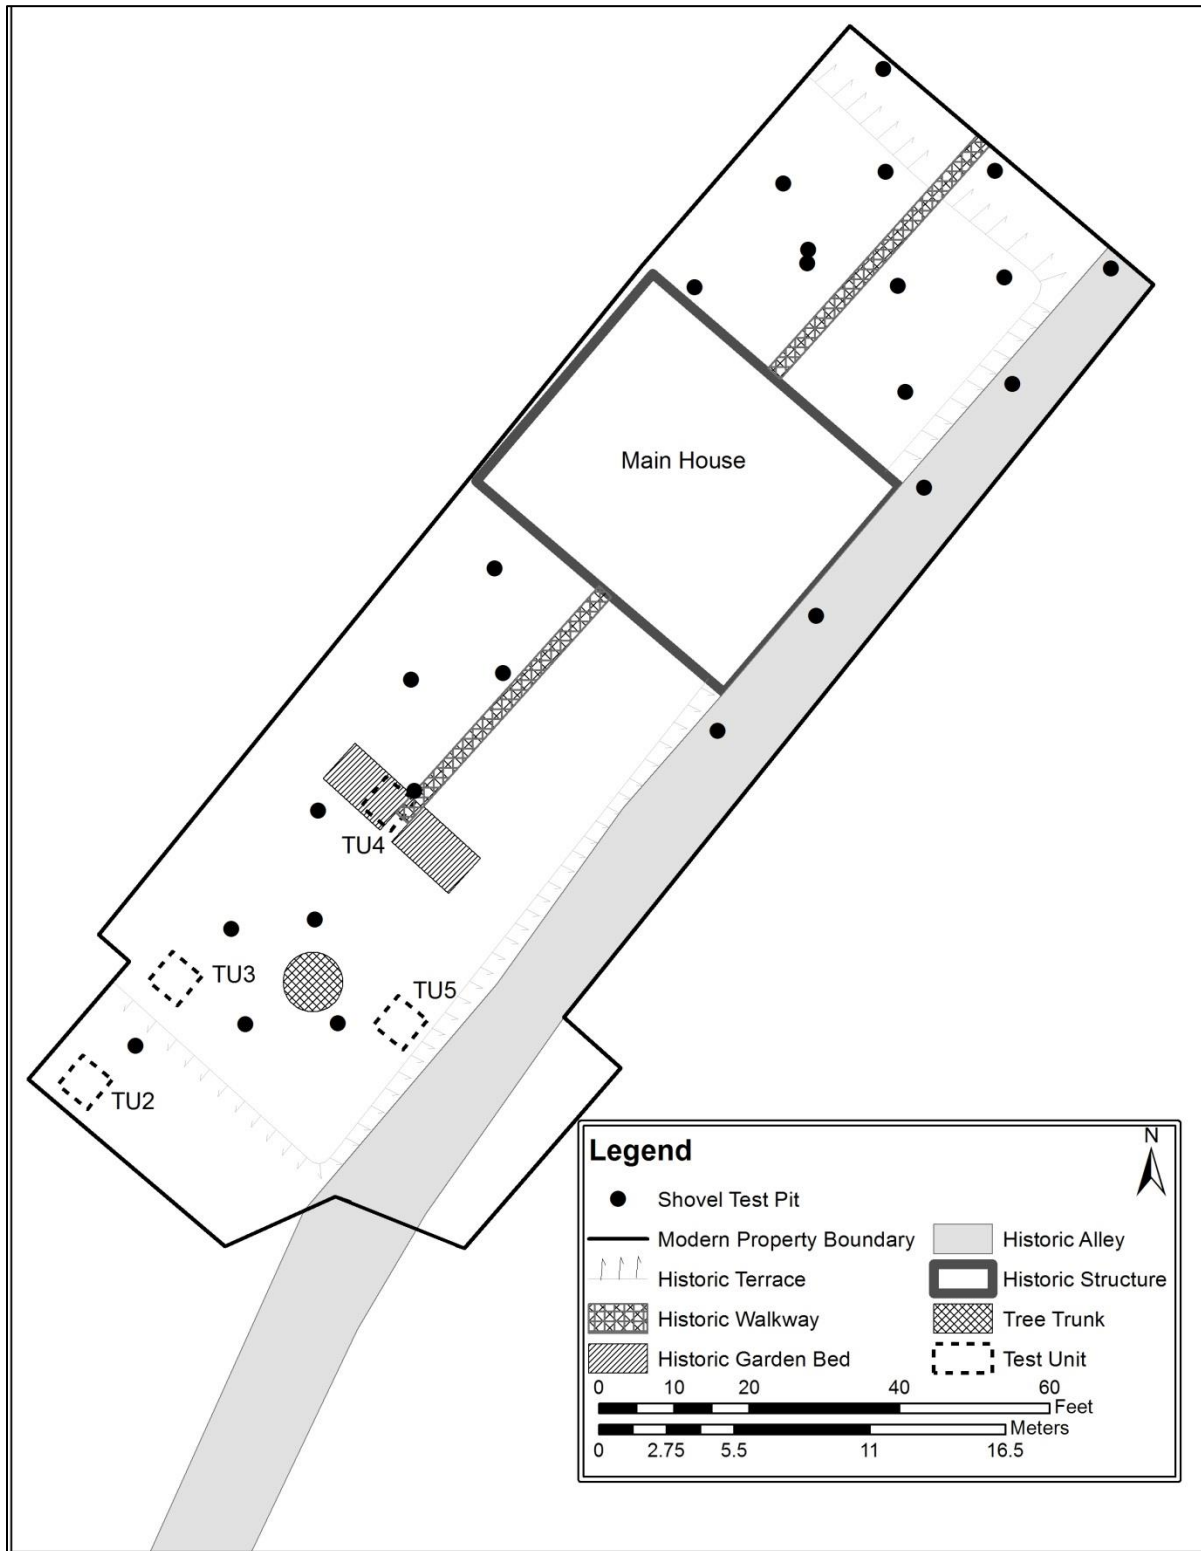 Main House
TU4
TU3
TU5
TU2
Legend
N
Shovel Test Pit
Modern Property Boundary
Historic Alley
Historic Terrace
Historic Structure
Historic Walkway
Tree Trunk
Historic Garden Bed
Test Unit
0 10 20 40 60
Feet
Meters
0 2.75 5.5 11 16.5